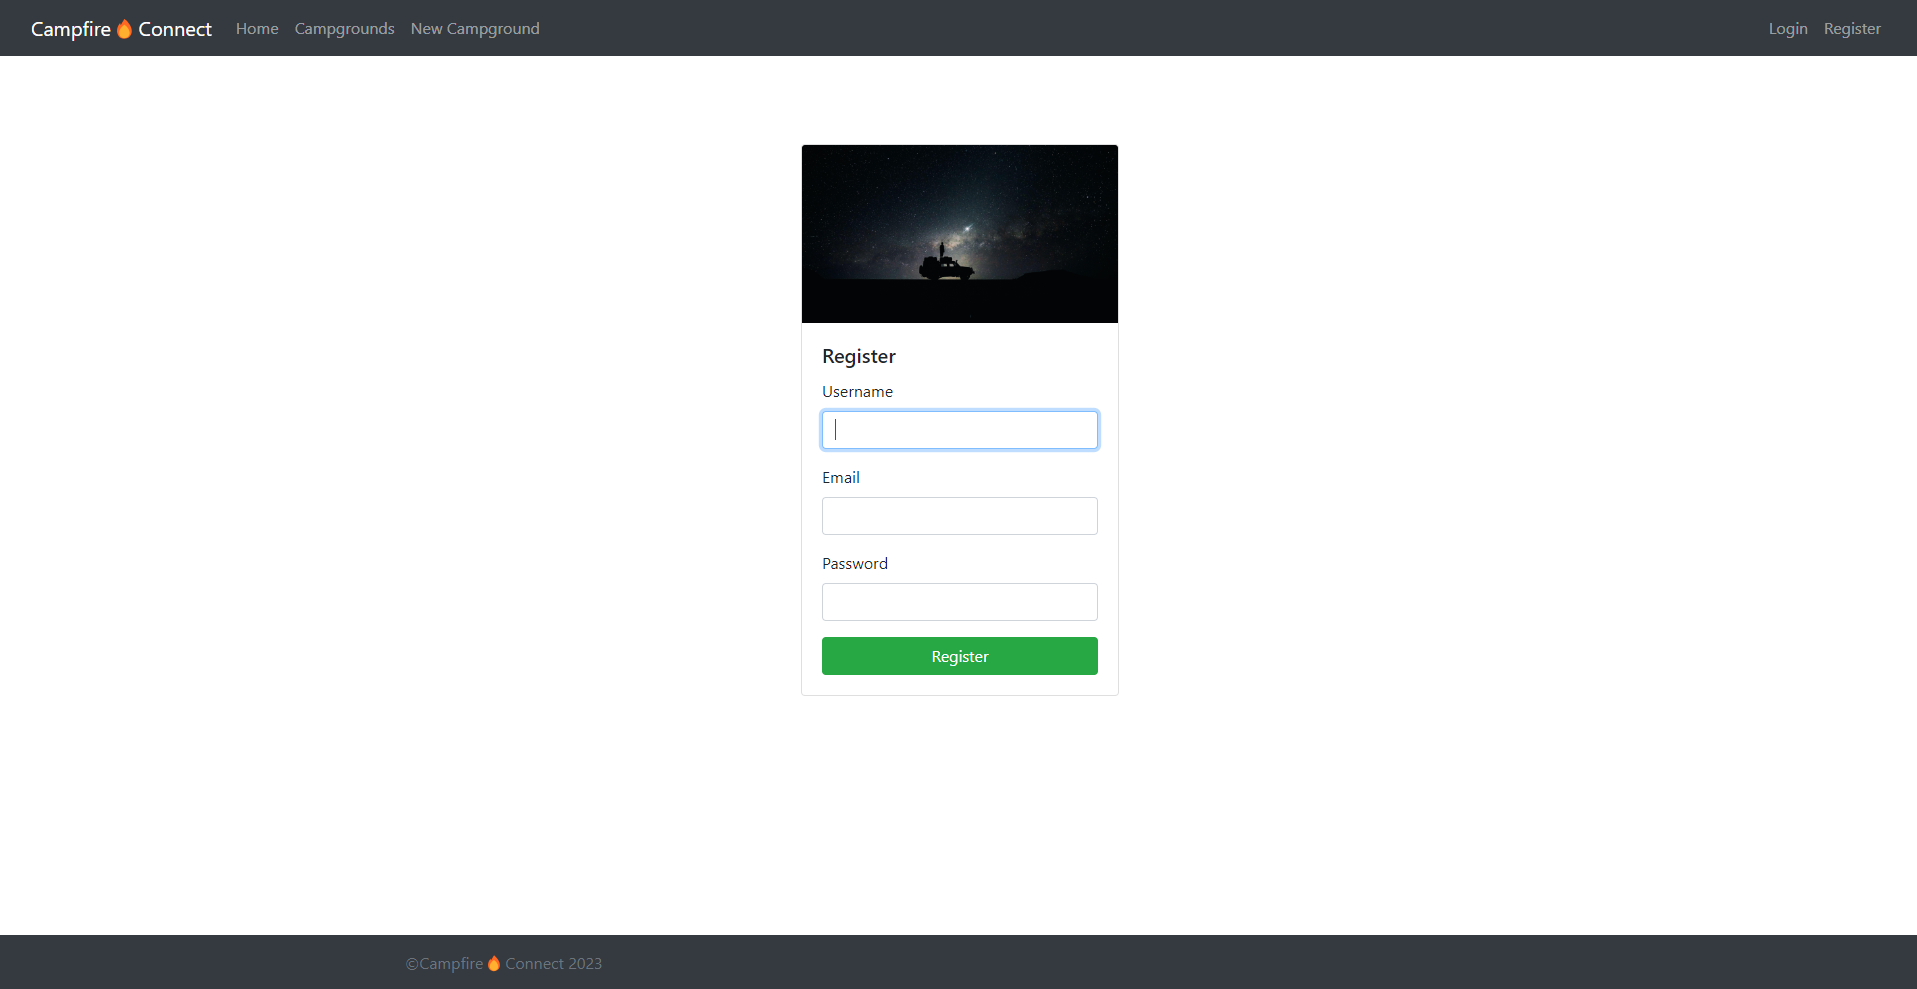 Campfire🔥Connect Home Campgrounds New Campground Login Register
Register
Username
Email
Password
Register
©Campfire🔥Connect 2023